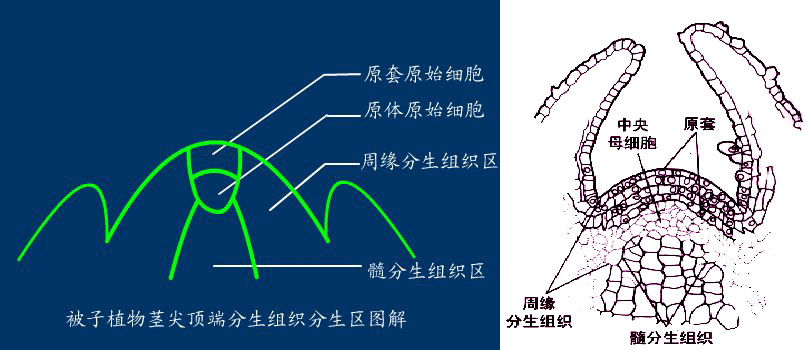 原套原始细胞
原体原始细胞
周缘分生组织区
髓分生组织区
被子植物茎尖顶端分生组织分生区图解
中央
母细胞
原套
周缘
分生组织
髓分生组织